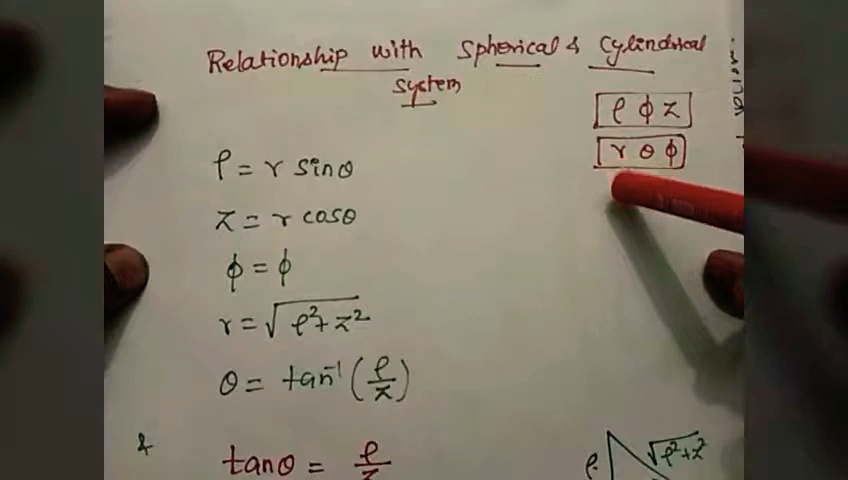 Relationship with Spherical & Cylindrical
System
ρ ϕ z
r θ ϕ
ρ = r sinθ
z = r cosθ
ϕ = ϕ
r = √ρ²+z²
θ = tan⁻¹ (ρ/z)
& tanθ = ρ/z
ρ √ρ²+z²